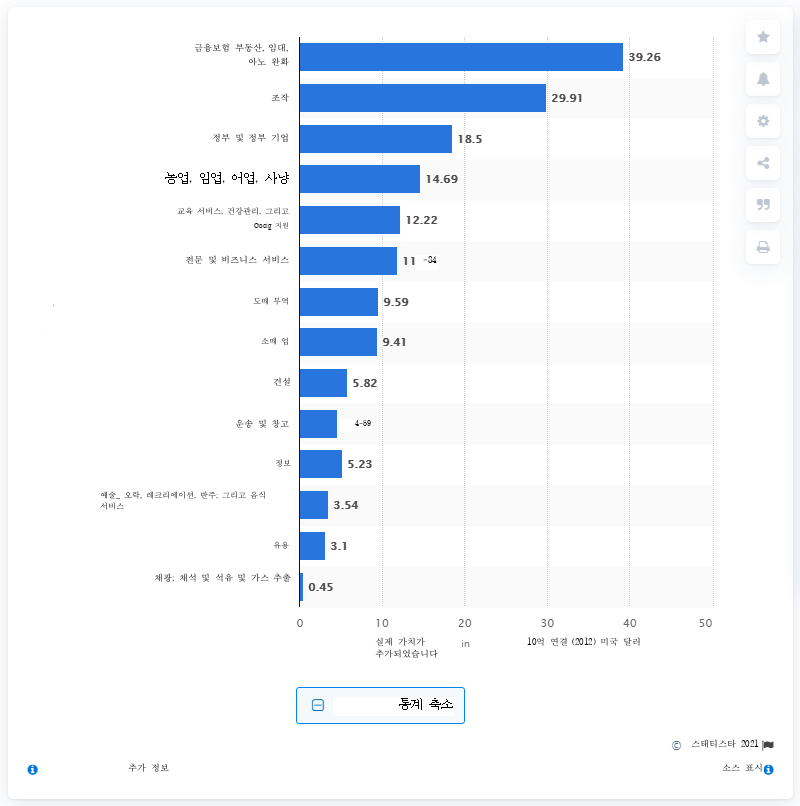 금융보험 부동산, 임대,
아노 완화
39.26
조작
29.91
정부 및 정부 기업
18.5
농업, 임업, 어업, 사냥
14.69
교육 서비스; 건강관리, 그리고
지원
12.22
전문 및 비즈니스 서비스
11 -84
도매 무역
9.59
소매 업
9.41
건설
5.82
운송 및 창고
4-59
정보
5.23
예술_ 오락, 레크리에이션, 반주; 그리고 음식
서비스
3.54
유용
3.1
채광; 채석 및 석유 및 가스 추출
0.45
0 10 20 30 40 50
실제 가치가 in 10억 연결 (2012) 미국 달러
추가되었습니다
통계 축소
© 스태티스타 2021
추가 정보 소스 표시